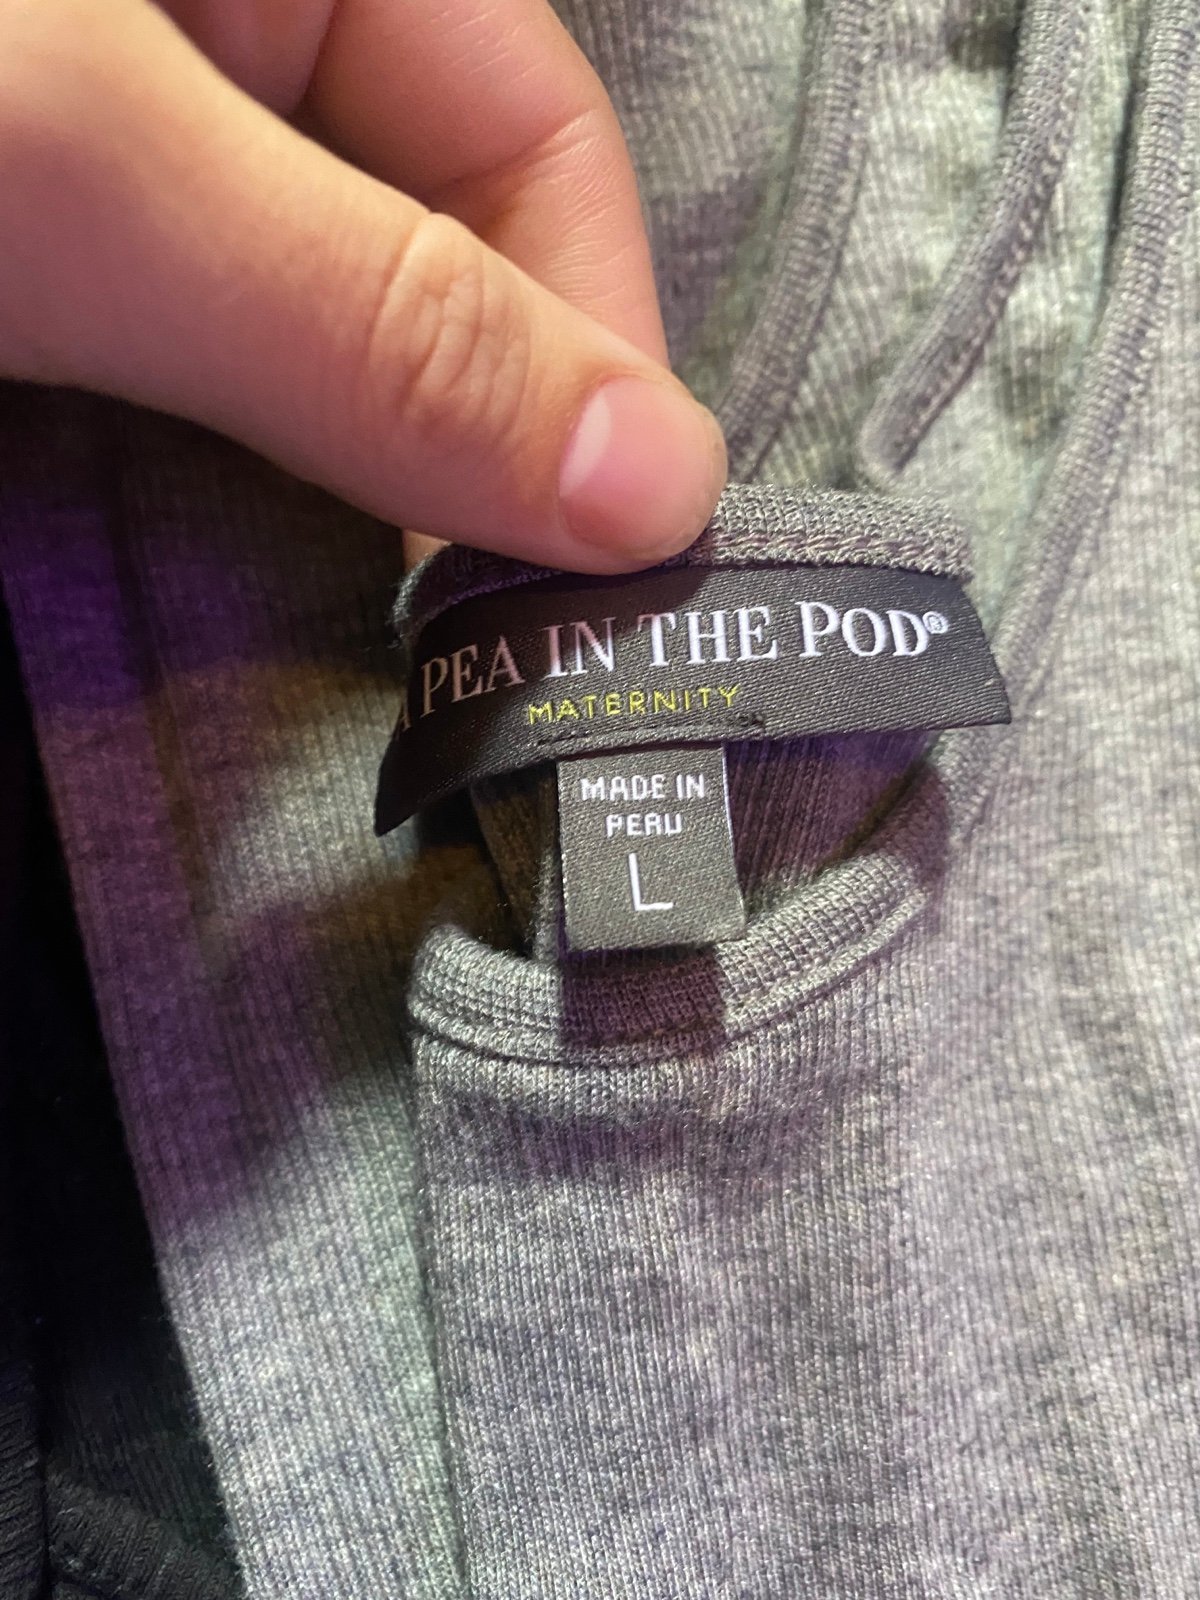 A PEA IN THE POD®
MATERNITY
MADE IN
PERU
L